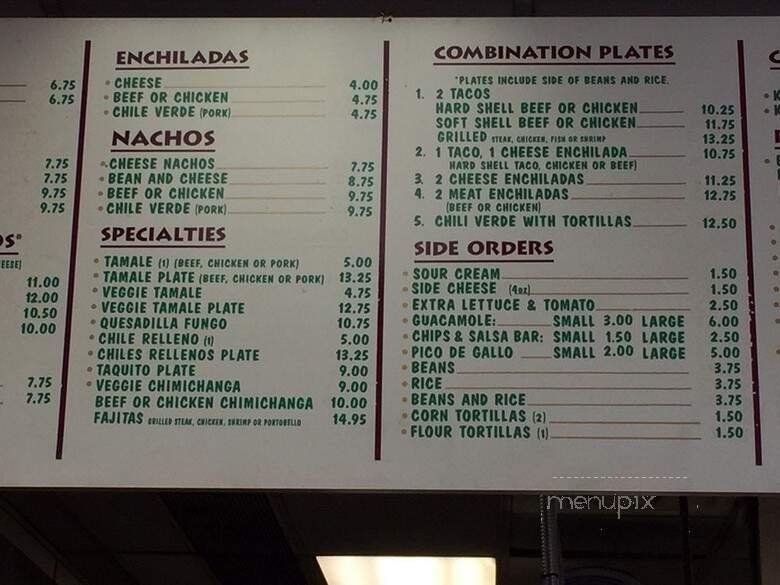 6.75
6.75
7.75
7.75
9.75
9.75
OS*
EESE)
11.00
12.00
10.50
10.00
7.75
7.75
ENCHILADAS
CHEESE 4.00
BEEF OR CHICKEN 4.75
CHILE VERDE (PORK) 4.75
NACHOS
CHEESE NACHOS 7.75
BEAN AND CHEESE 8.75
BEEF OR CHICKEN 9.75
CHILE VERDE (PORK) 9.75
SPECIALTIES
TAMALE (1) (BEEF, CHICKEN OR PORK) 5.00
TAMALE PLATE (BEEF, CHICKEN OR PORK) 13.25
VEGGIE TAMALE 4.75
VEGGIE TAMALE PLATE 12.75
QUESADILLA FUNGO 10.75
CHILE RELLENO (1) 5.00
CHILES RELLENOS PLATE 13.25
TAQUITO PLATE 9.00
VEGGIE CHIMICHANGA 9.00
BEEF OR CHICKEN CHIMICHANGA 10.00
FAJITAS GRILLED STEAK, CHICKEN, SHRIMP OR PORTOBELLO 14.95
COMBINATION PLATES
*PLATES INCLUDE SIDE OF BEANS AND RICE.
1. 2 TACOS
HARD SHELL BEEF OR CHICKEN 10.25
SOFT SHELL BEEF OR CHICKEN 11.75
GRILLED STEAK, CHICKEN, FISH OR SHRIMP 13.25
2. 1 TACO, 1 CHEESE ENCHILADA 10.75
HARD SHELL TACO, CHICKEN OR BEEF)
3. 2 CHEESE ENCHILADAS 11.25
4. 2 MEAT ENCHILADAS 12.75
(BEEF OR CHICKEN)
5. CHILI VERDE WITH TORTILLAS 12.50
SIDE ORDERS
SOUR CREAM 1.50
SIDE CHEESE (4oz) 1.50
EXTRA LETTUCE & TOMATO 2.50
GUACAMOLE: SMALL 3.00 LARGE 6.00
CHIPS & SALSA BAR: SMALL 1.50 LARGE 2.50
PICO DE GALLO SMALL 2.00 LARGE 5.00
BEANS 3.75
RICE 3.75
BEANS AND RICE 3.75
CORN TORTILLAS (2) 1.50
FLOUR TORTILLAS (1) 1.50
menupix